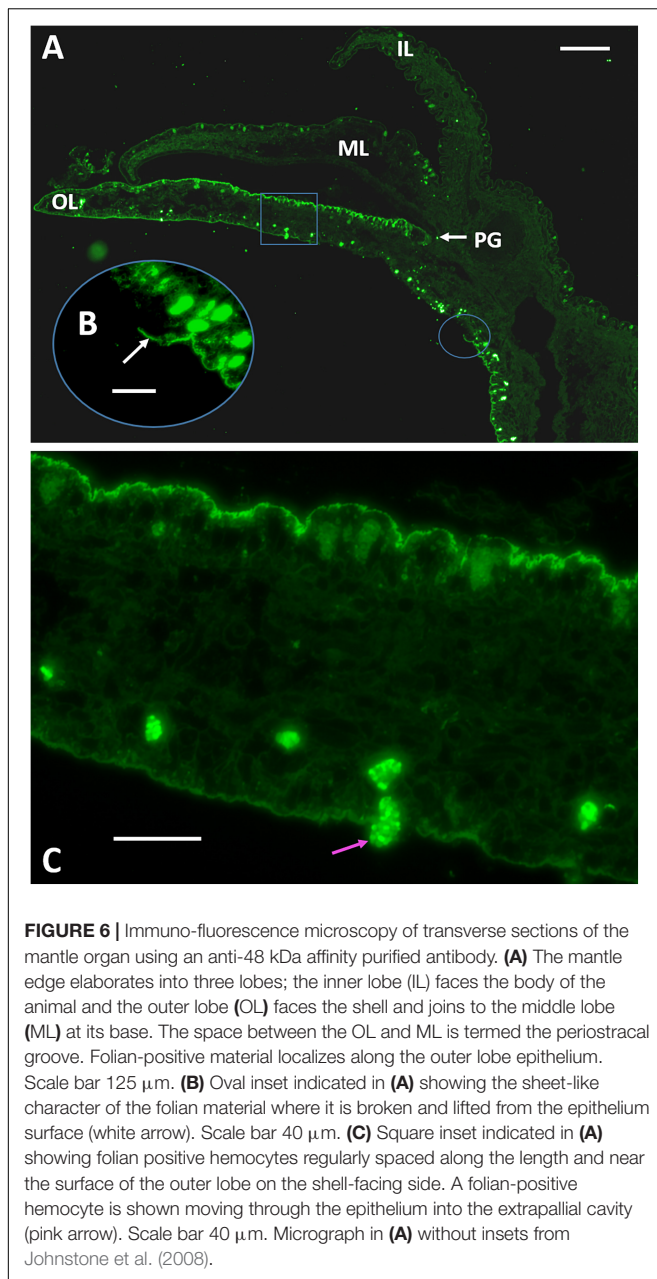 A
IL
ML
OL
PG
B
C
FIGURE 6 | Immuno-fluorescence microscopy of transverse sections of the
mantle organ using an anti-48 kDa affinity purified antibody. (A) The mantle
edge elaborates into three lobes; the inner lobe (IL) faces the body of the
animal and the outer lobe (OL) faces the shell and joins to the middle lobe
(ML) at its base. The space between the OL and ML is termed the periostracal
groove. Folian-positive material localizes along the outer lobe epithelium.
Scale bar 125 μm. (B) Oval inset indicated in (A) showing the sheet-like
character of the folian material where it is broken and lifted from the epithelium
surface (white arrow). Scale bar 40 μm. (C) Square inset indicated in (A)
showing folian positive hemocytes regularly spaced along the length and near
the surface of the outer lobe on the shell-facing side. A folian-positive
hemocyte is shown moving through the epithelium into the extrapallial cavity
(pink arrow). Scale bar 40 μm. Micrograph in (A) without insets from
Johnstone et al. (2008).